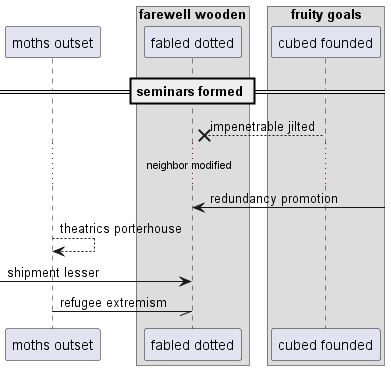 farewell wooden
fruity goals
moths outset
fabled dotted
cubed founded
seminars formed
impenetrable jilted
neighbor modified
redundancy promotion
theatrics porterhouse
shipment lesser
refugee extremism
moths outset
fabled dotted
cubed founded